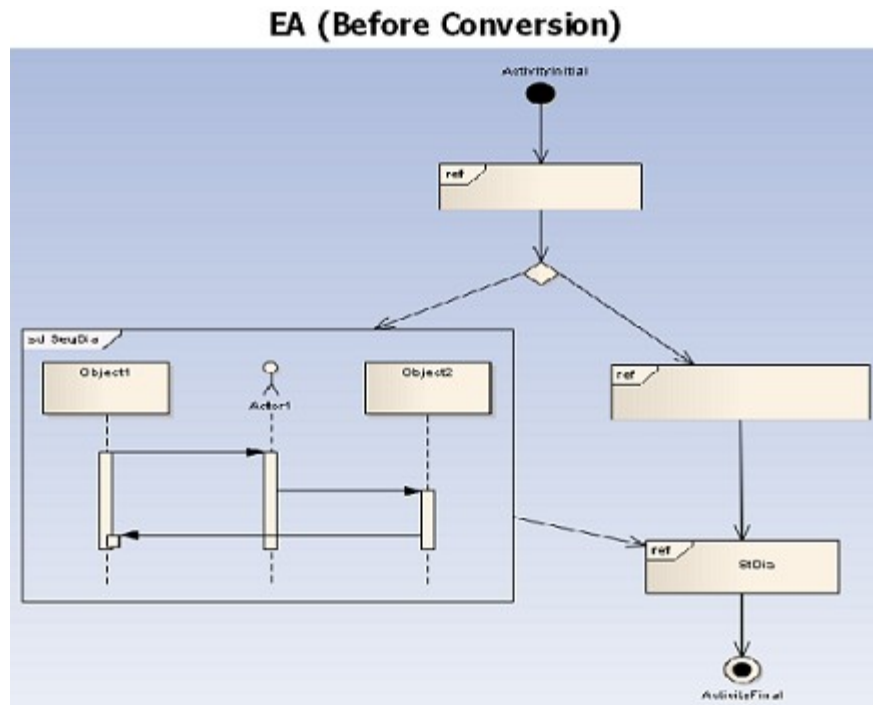 EA (Before Conversion)
ActivityInitial
ref
sd SeqDia
Object1
Actor1
Object2
ref
ref
StDia
ActivityFinal